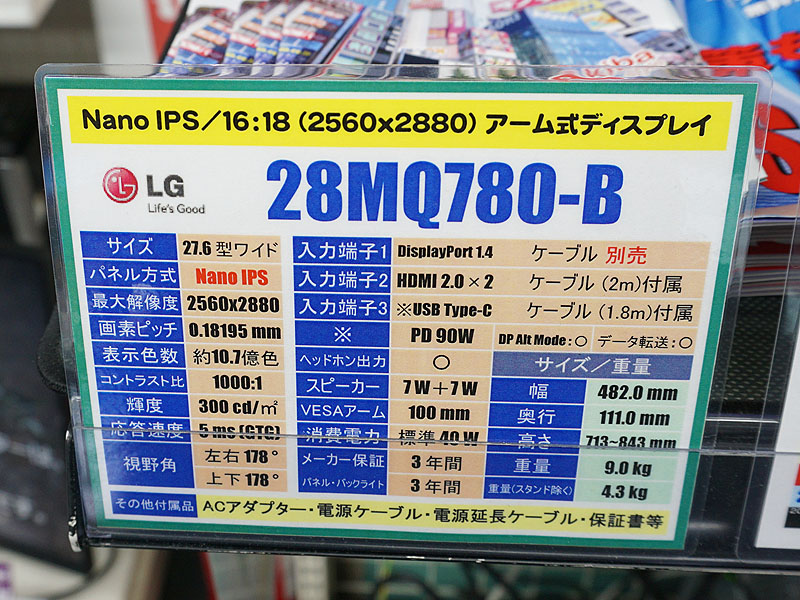 Nano IPS／16:18（2560x2880）アーム式ディスプレイ
LG
Life's Good
28MQ780-B
サイズ 27.6 型ワイド
パネル方式 Nano IPS
最大解像度 2560x2880
画素ピッチ 0.18195 mm
表示色数 約10.7億色
コントラスト比 1000:1
輝度 300 cd/㎡
応答速度 5 ms (GTG)
視野角 左右 178°
上下 178°
入力端子1 DisplayPort 1.4 ケーブル 別売
入力端子2 HDMI 2.0 × 2 ケーブル（2m）付属
入力端子3 ※USB Type-C ケーブル（1.8m）付属
※ PD 90W DP Alt Mode：○ データ転送：○
ヘッドホン出力 ○
スピーカー 7 W＋7 W
VESAアーム 100 mm
消費電力 標準 40 W
メーカー保証 3 年間
パネル・バックライト 3 年間
サイズ／重量
幅 482.0 mm
奥行 111.0 mm
高さ 713~843 mm
重量 9.0 kg
重量(スタンド除く) 4.3 kg
その他付属品 ACアダプター・電源ケーブル・電源延長ケーブル・保証書等